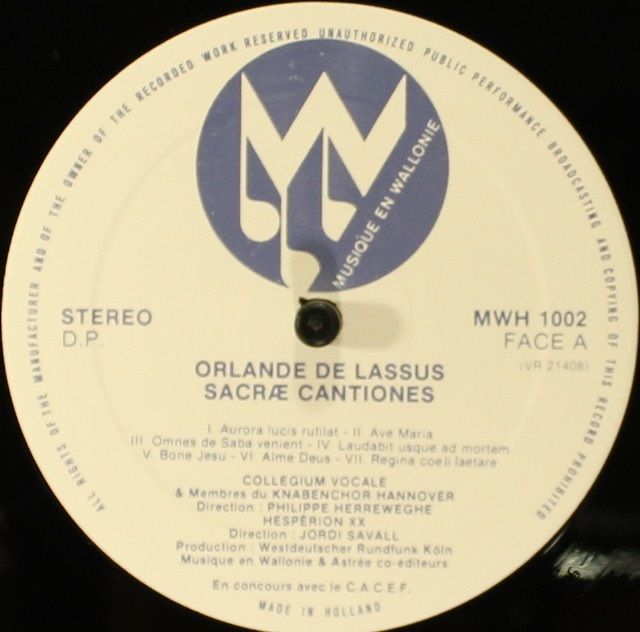 ALL RIGHTS OF THE MANUFACTURER AND OF THE OWNER OF THE RECORDED WORK RESERVED UNAUTHORIZED PUBLIC PERFORMANCE BROADCASTING AND COPYING OF THIS RECORD PROHIBITED
MUSIQUE EN WALLONIE
STEREO
D.P.
MWH 1002
FACE A
(VR 21408)
ORLANDE DE LASSUS
SACRÆ CANTIONES
I. Aurora lucis rutilat - II. Ave Maria
III. Omnes de Saba venient - IV. Laudabit usque ad mortem
V. Bone Jesu - VI. Alme Deus - VII. Regina coeli laetare
COLLEGIUM VOCALE
& Membres du KNABENCHOR HANNOVER
Direction : PHILIPPE HERREWEGHE
HESPÈRION XX
Direction : JORDI SAVALL
Production : Westdeutscher Rundfunk Köln
Musique en Wallonie & Astrée co-éditeurs
En concours avec le C.A.C.E.F.
MADE IN HOLLAND